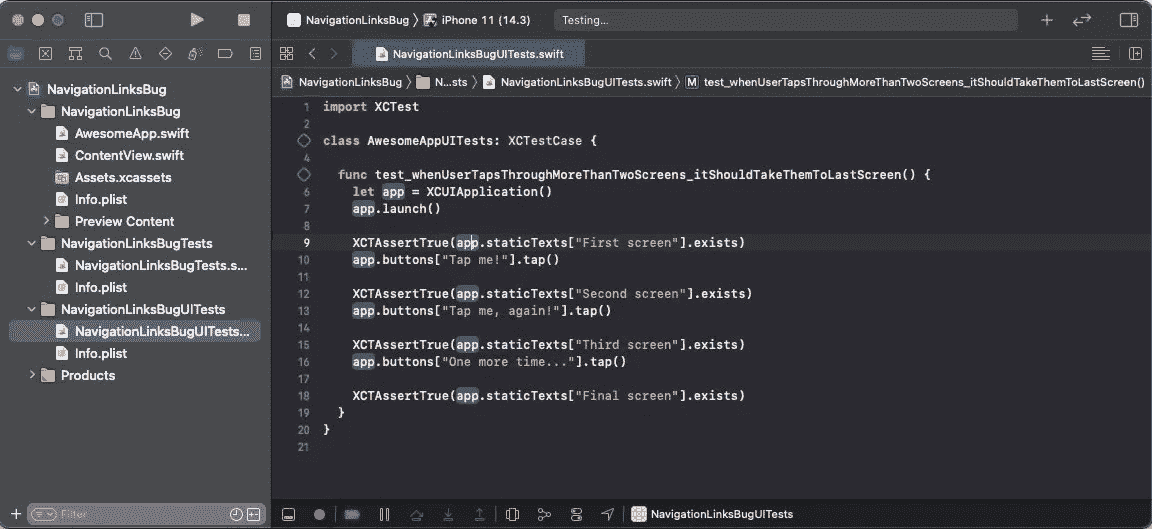 NavigationLinksBug
iPhone 11 (14.3)
Testing...
NavigationLinksBugUITests.swift
NavigationLinksBug
N...sts
NavigationLinksBugUITests.swift
M
test_whenUserTapsThroughMoreThanTwoScreens_itShouldTakeThemToLastScreen()
NavigationLinksBug
NavigationLinksBug
AwesomeApp.swift
ContentView.swift
Assets.xcassets
Info.plist
Preview Content
NavigationLinksBugTests
NavigationLinksBugTests.s...
Info.plist
NavigationLinksBugUITests
NavigationLinksBugUITests...
Info.plist
Products
Filter
1 import XCTest
2
class AwesomeAppUITests: XCTestCase {
4
func test_whenUserTapsThroughMoreThanTwoScreens_itShouldTakeThemToLastScreen() {
6 let app = XCUIApplication()
7 app.launch()
8
9 XCTAssertTrue(app.staticTexts["First screen"].exists)
10 app.buttons["Tap me!"].tap()
11
12 XCTAssertTrue(app.staticTexts["Second screen"].exists)
13 app.buttons["Tap me, again!"].tap()
14
15 XCTAssertTrue(app.staticTexts["Third screen"].exists)
16 app.buttons["One more time..."].tap()
17
18 XCTAssertTrue(app.staticTexts["Final screen"].exists)
19 }
20 }
21
NavigationLinksBugUITests